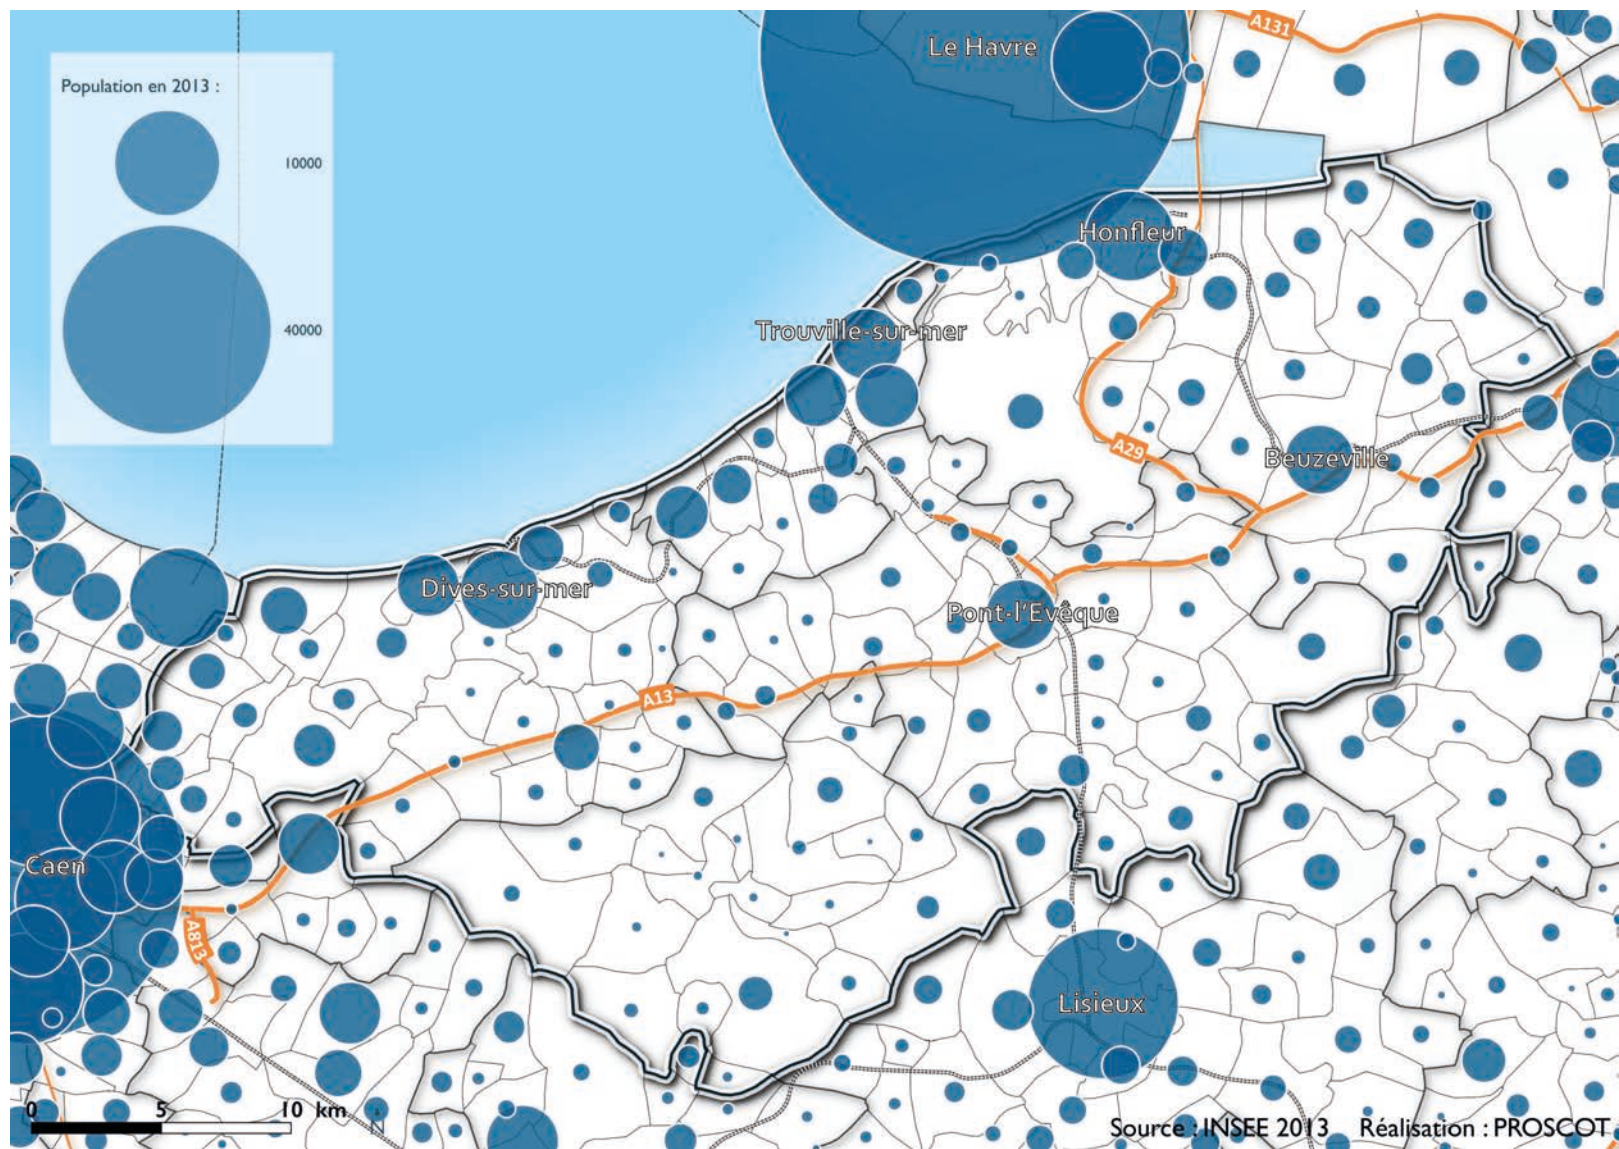 A131
Le Havre
Population en 2013 :
10000
Honfleur
40000
Trouville-sur-mer
A29
Beuzeville
Dives-sur-mer
Pont-l'Evêque
A13
Caen
A813
Lisieux
0 5 10 km
N
Source : INSEE 2013 Réalisation : PROSCOT